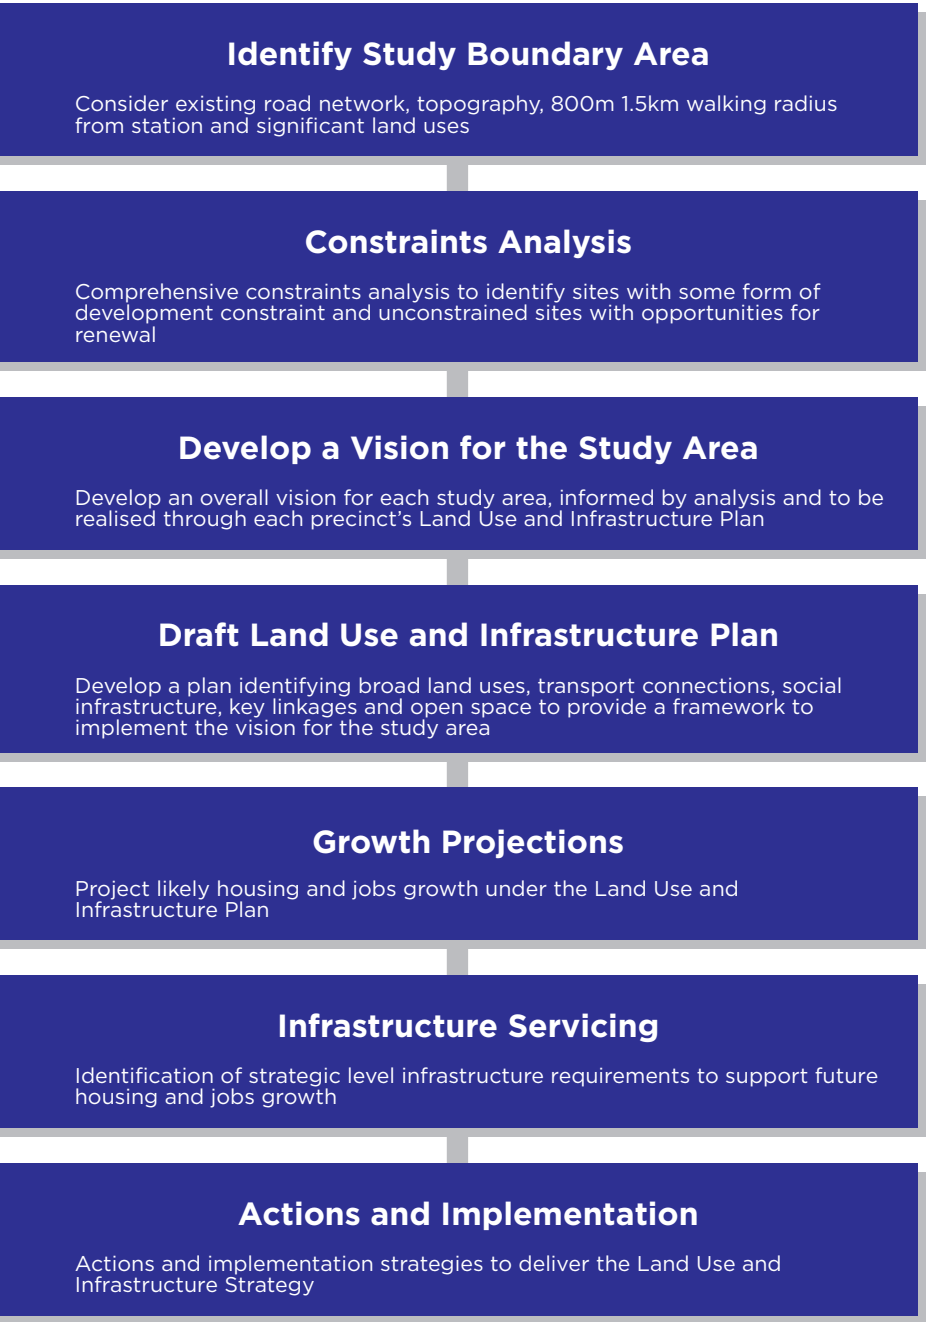 Identify Study Boundary Area
Consider existing road network, topography, 800m 1.5km walking radius
from station and significant land uses
Constraints Analysis
Comprehensive constraints analysis to identify sites with some form of
development constraint and unconstrained sites with opportunities for
renewal
Develop a Vision for the Study Area
Develop an overall vision for each study area, informed by analysis and to be
realised through each precinct’s Land Use and Infrastructure Plan
Draft Land Use and Infrastructure Plan
Develop a plan identifying broad land uses, transport connections, social
infrastructure, key linkages and open space to provide a framework to
implement the vision for the study area
Growth Projections
Project likely housing and jobs growth under the Land Use and
Infrastructure Plan
Infrastructure Servicing
Identification of strategic level infrastructure requirements to support future
housing and jobs growth
Actions and Implementation
Actions and implementation strategies to deliver the Land Use and
Infrastructure Strategy